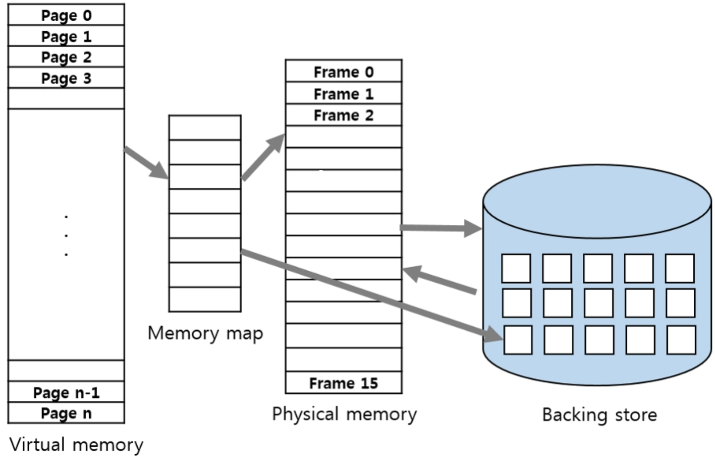 Page 0
Page 1
Page 2
Page 3
.
.
.
Page n-1
Page n
Virtual memory
Memory map
Frame 0
Frame 1
Frame 2
Frame 15
Physical memory
Backing store